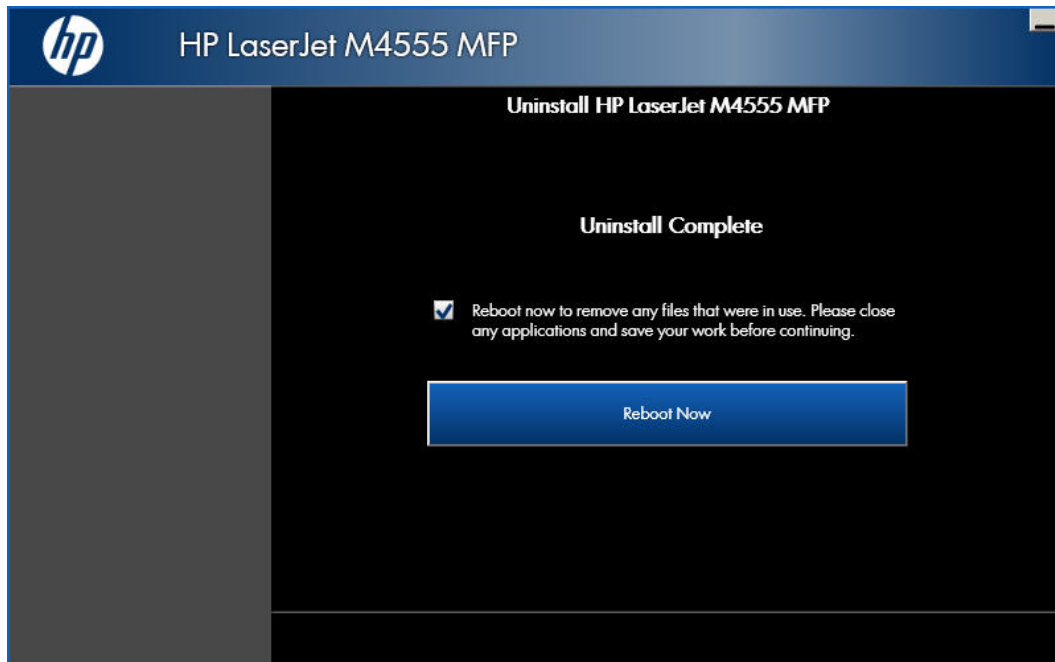 hp
HP LaserJet M4555 MFP
Uninstall HP LaserJet M4555 MFP
Uninstall Complete
Reboot now to remove any files that were in use. Please close
any applications and save your work before continuing.
Reboot Now